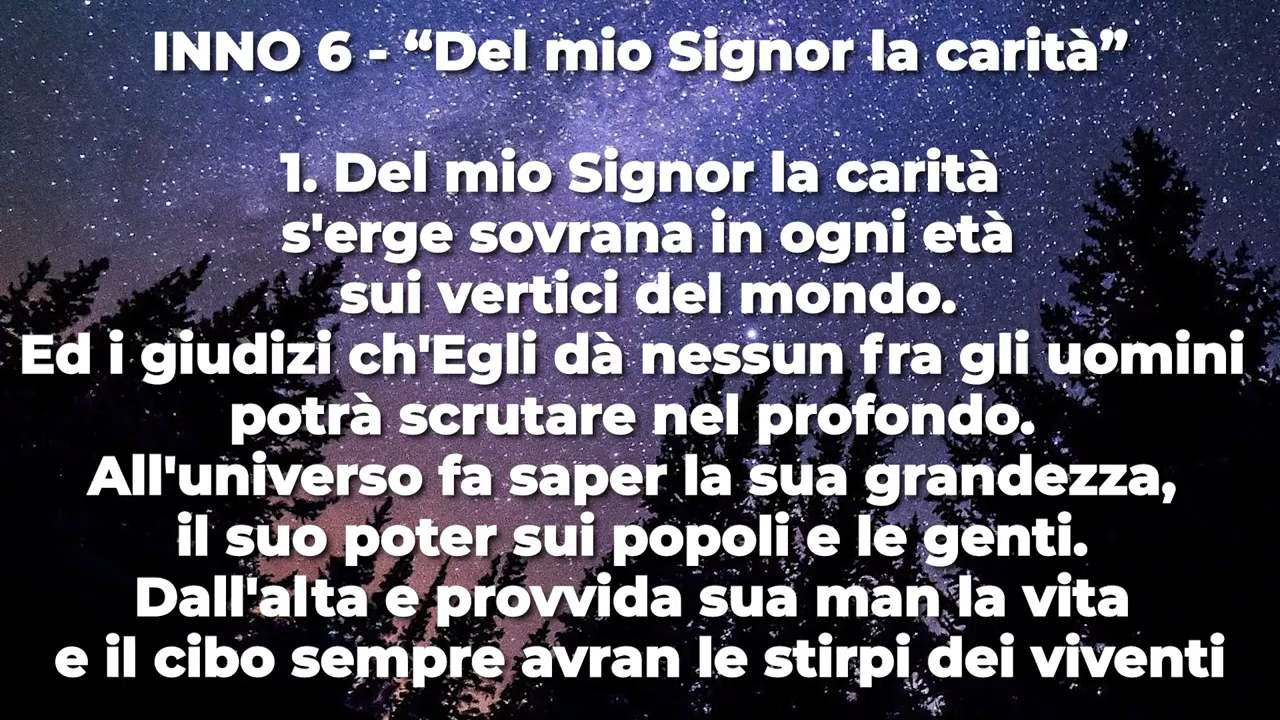 INNO 6 - “Del mio Signor la carità”
1. Del mio Signor la carità
s'erge sovrana in ogni età
sui vertici del mondo.
Ed i giudizi ch'Egli dà nessun fra gli uomini
potrà scrutare nel profondo.
All'universo fa saper la sua grandezza,
il suo poter sui popoli e le genti.
Dall'alta e provvida sua man la vita
e il cibo sempre avran le stirpi dei viventi